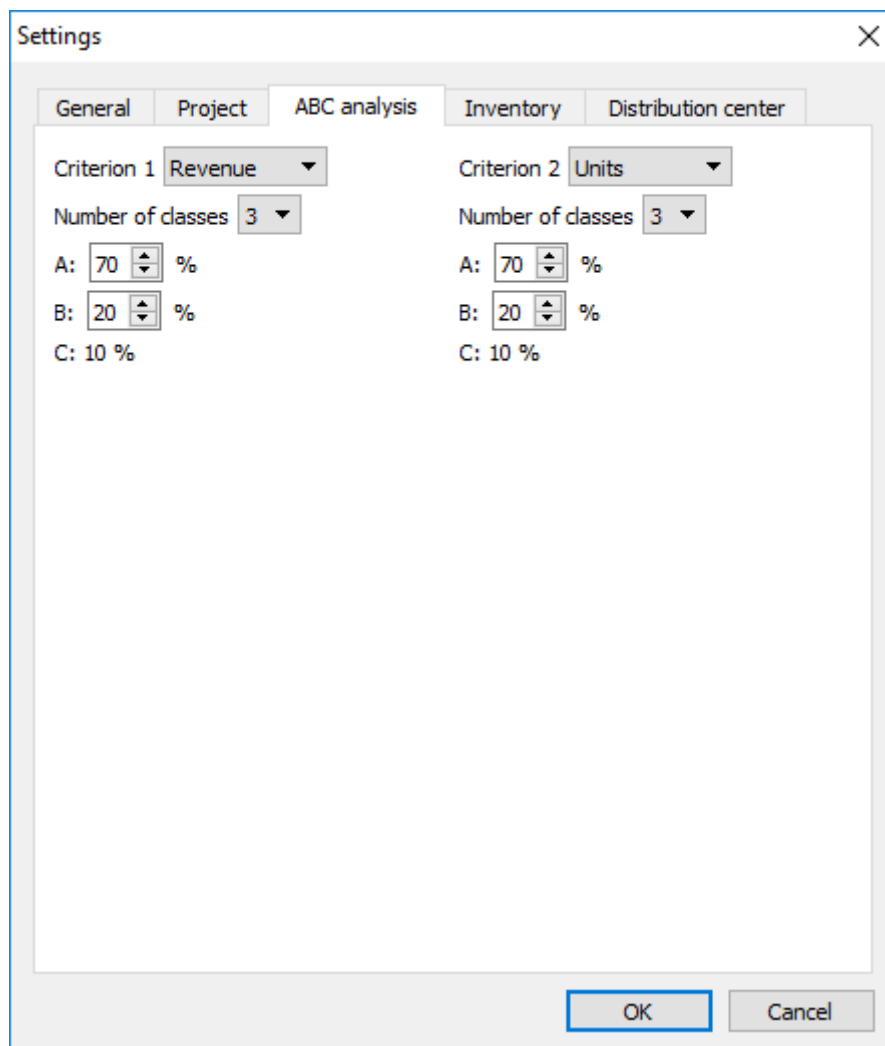 Settings
General Project ABC analysis Inventory Distribution center
Criterion 1 Revenue Criterion 2 Units
Number of classes 3 Number of classes 3
A: 70 % A: 70 %
B: 20 % B: 20 %
C: 10 % C: 10 %
OK Cancel